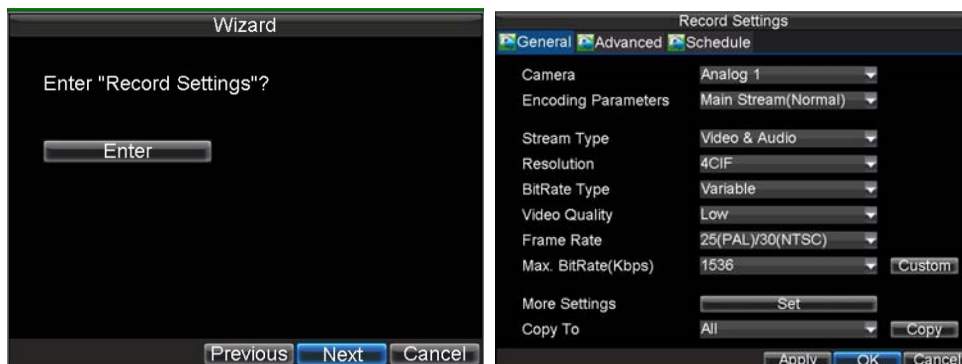 Wizard
Enter "Record Settings"?
Enter
Previous Next Cancel
Record Settings
General Advanced Schedule
Camera Analog 1
Encoding Parameters Main Stream(Normal)
Stream Type Video & Audio
Resolution 4CIF
BitRate Type Variable
Video Quality Low
Frame Rate 25(PAL)/30(NTSC)
Max. BitRate(Kbps) 1536 Custom
More Settings Set
Copy To All Copy
Apply OK Cancel